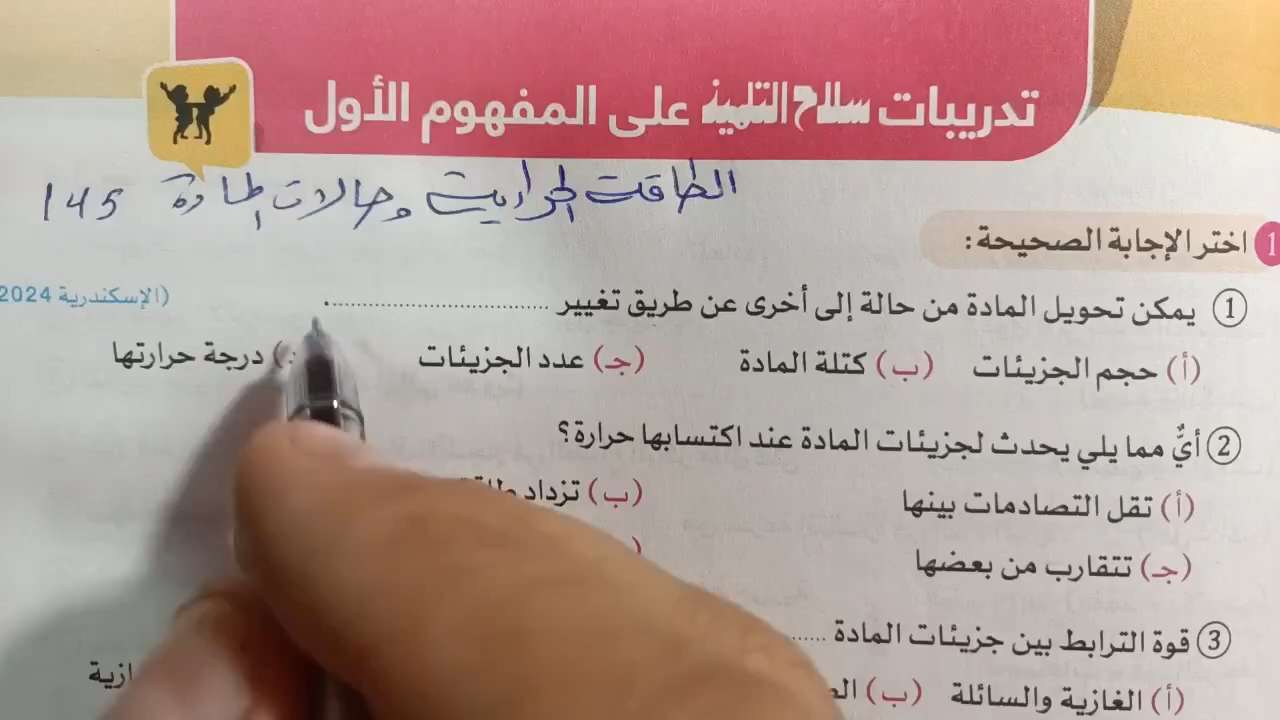 تدريبات سلاح التلميذ على المفهوم الأول
الطاقة الحرارية وحالات المادة 145
1 اختر الإجابة الصحيحة:
① يمكن تحويل المادة من حالة إلى أخرى عن طريق تغيير ............................ . (الإسكندرية 2024
(أ) حجم الجزيئات (ب) كتلة المادة (جـ) عدد الجزيئات (د) درجة حرارتها
② أيٌّ مما يلي يحدث لجزيئات المادة عند اكتسابها حرارة؟
(أ) تقل التصادمات بينها (ب) تزداد
(جـ) تتقارب من بعضها
③ قوة الترابط بين جزيئات المادة ......
(أ) الغازية والسائلة (ب)